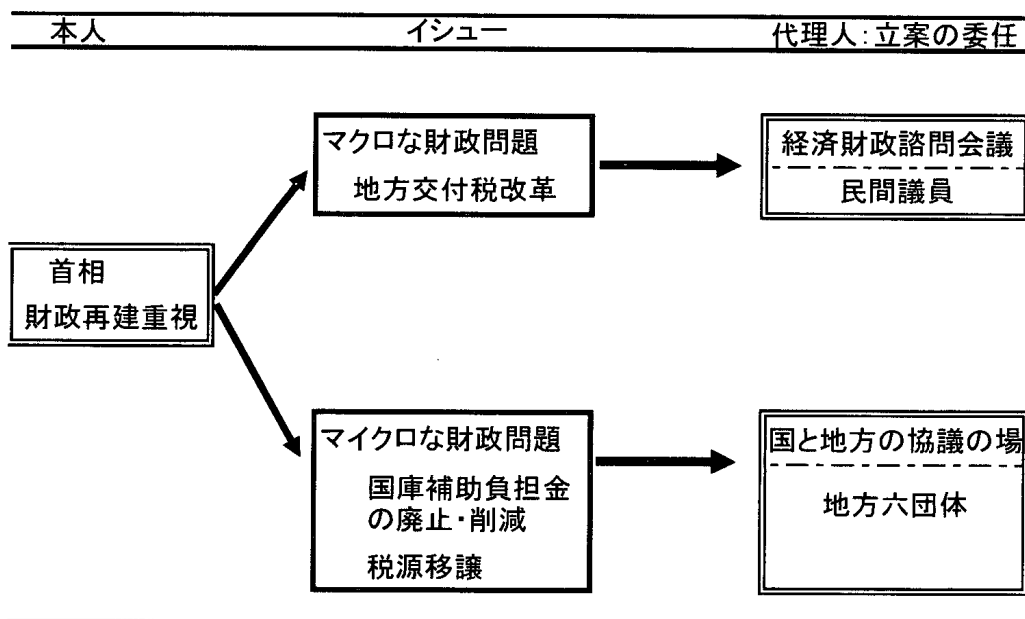 本人 イシュー 代理人:立案の委任
マクロな財政問題
地方交付税改革
経済財政諮問会議
民間議員
首相
財政再建重視
マイクロな財政問題
国庫補助負担金
の廃止・削減
税源移譲
国と地方の協議の場
地方六団体